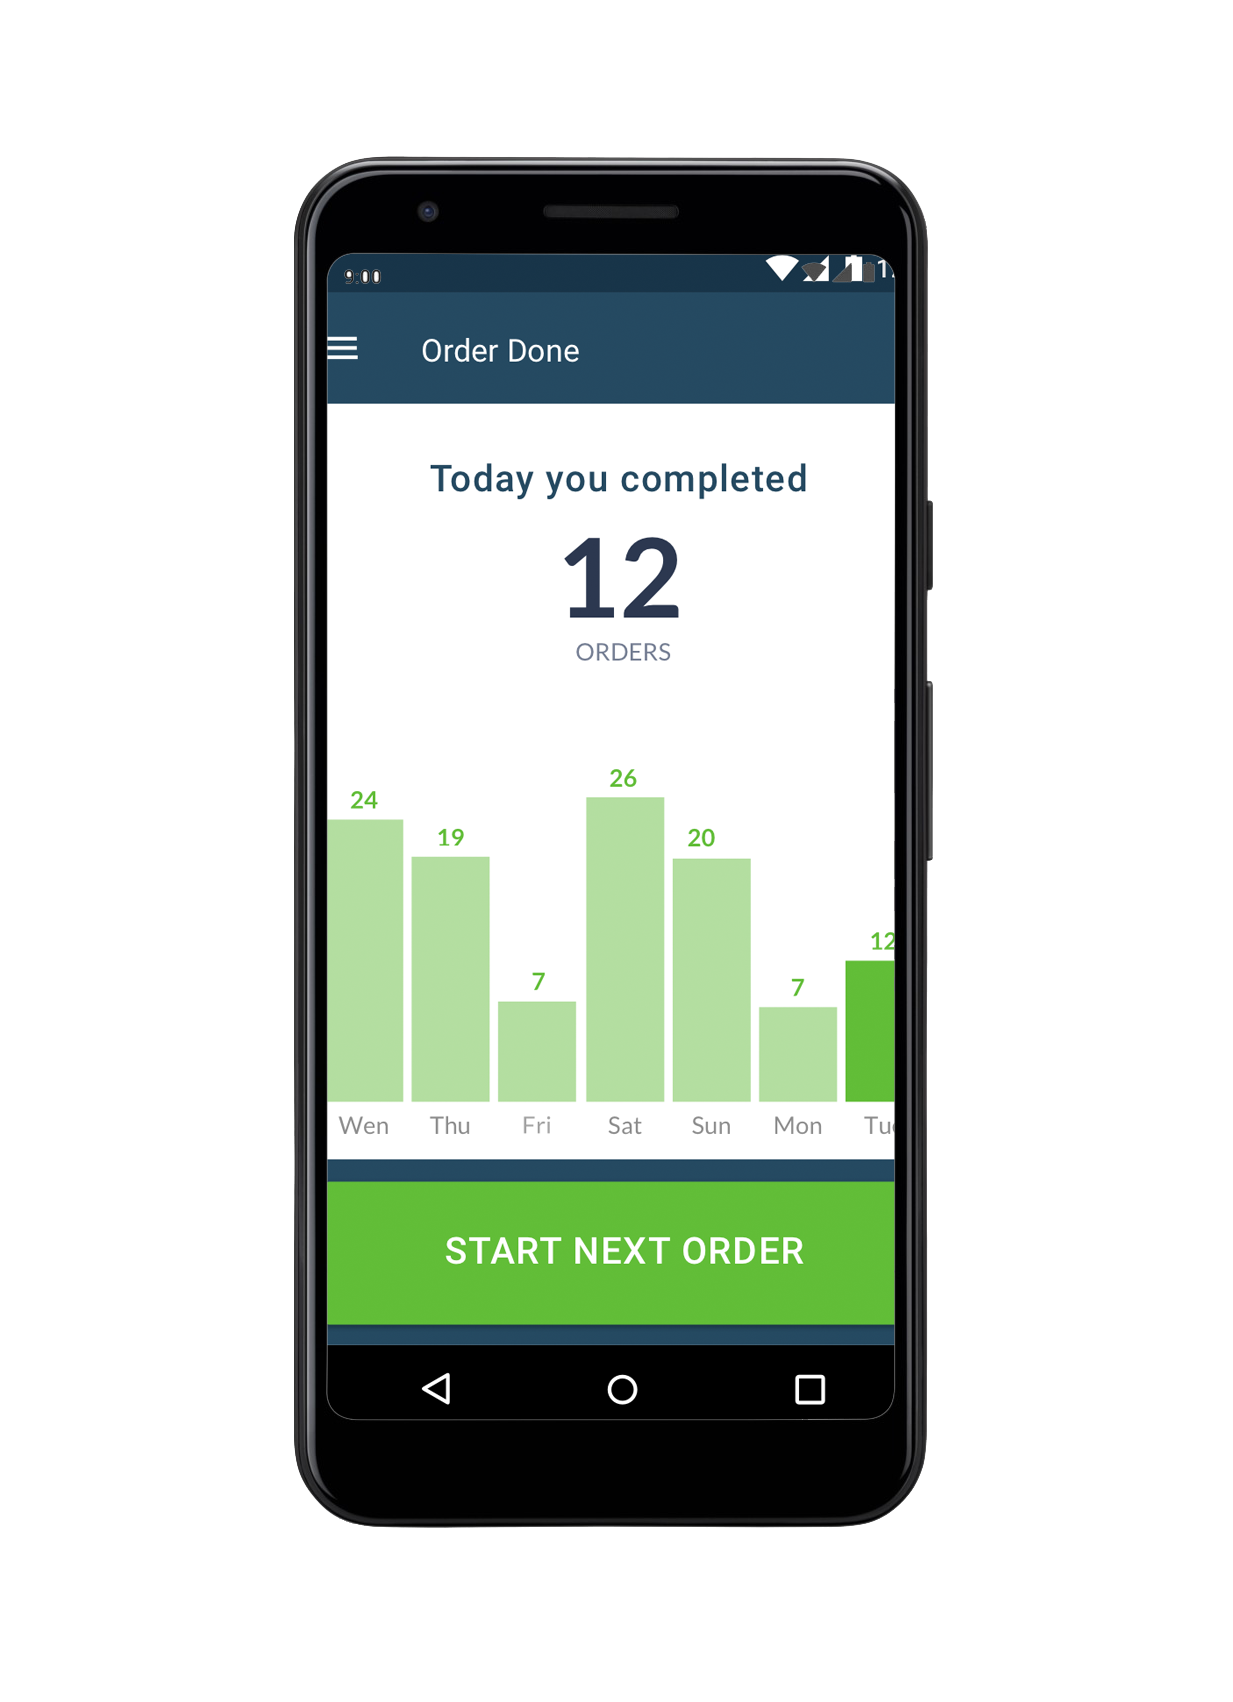 9:00
Order Done
Today you completed
12
ORDERS
24
19
7
26
20
7
12
Wen
Thu
Fri
Sat
Sun
Mon
Tu
START NEXT ORDER